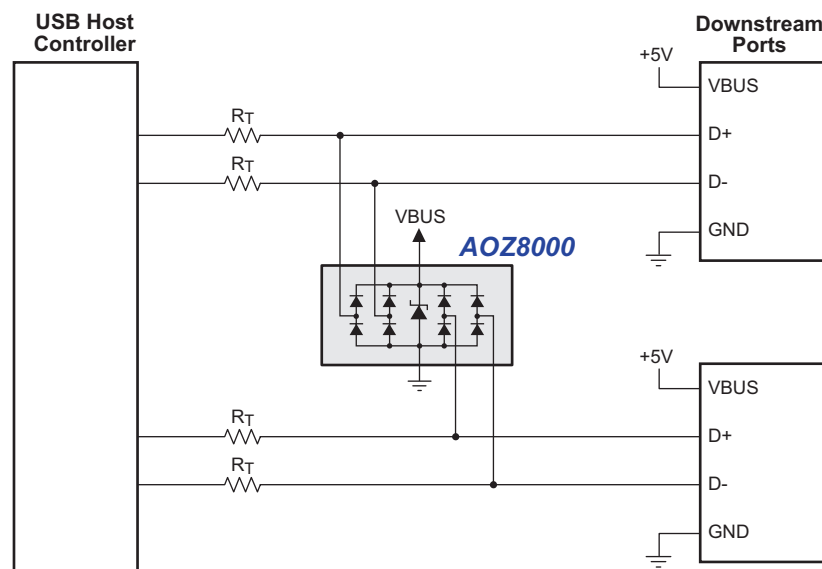 USB Host
Controller
Downstream
Ports
+5V
VBUS
RT
D+
RT
D-
VBUS
AOZ8000
GND
+5V
VBUS
RT
D+
RT
D-
GND